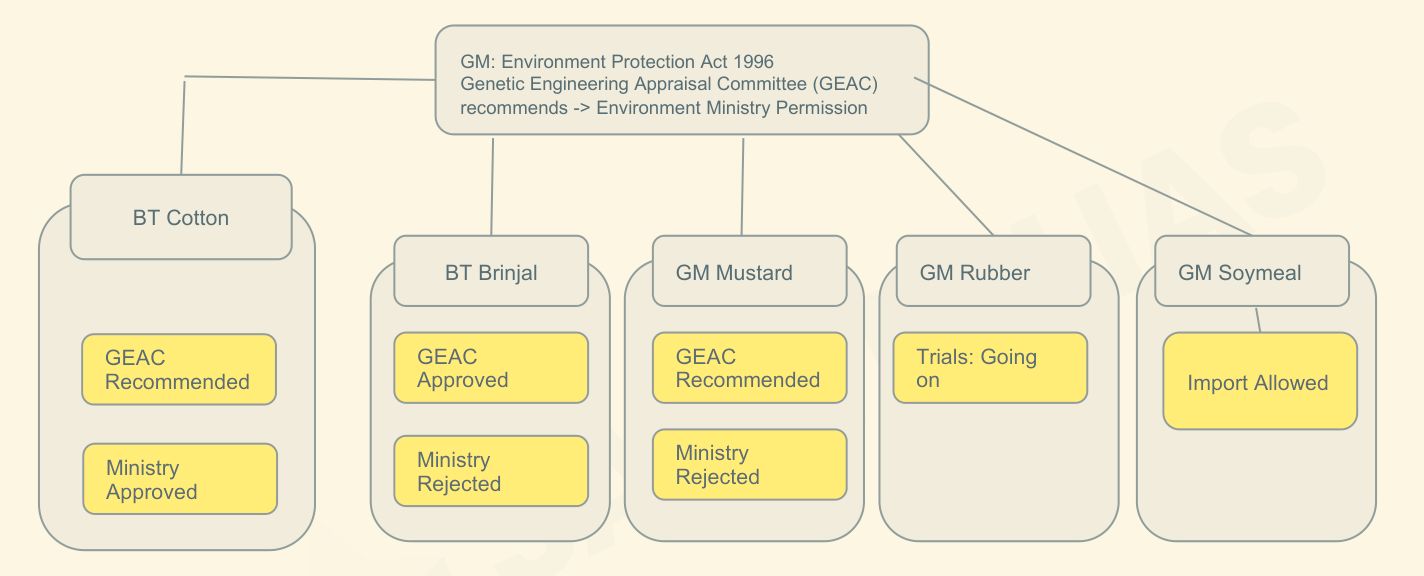 GM: Environment Protection Act 1996
Genetic Engineering Appraisal Committee (GEAC)
recommends -> Environment Ministry Permission
BT Cotton
GEAC
Recommended
Ministry
Approved
BT Brinjal
GEAC
Approved
Ministry
Rejected
GM Mustard
GEAC
Recommended
Ministry
Rejected
GM Rubber
Trials: Going
on
GM Soymeal
Import Allowed